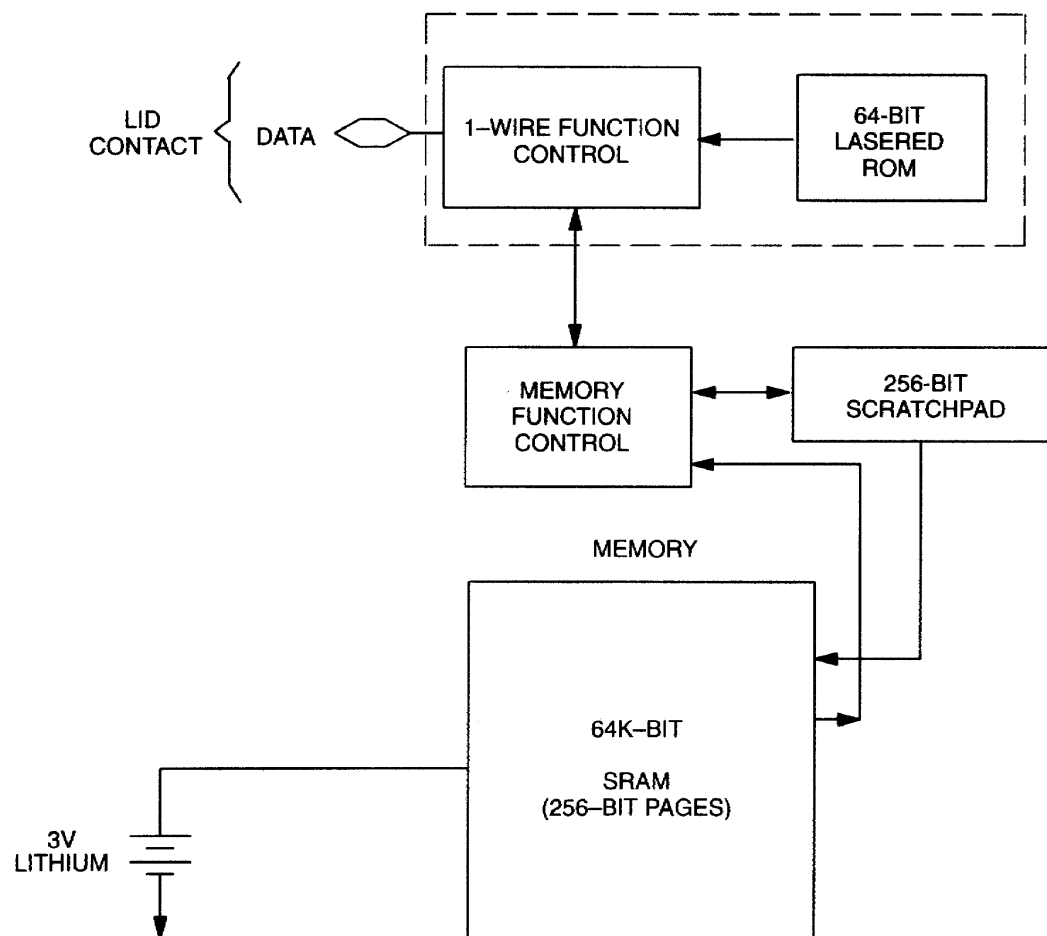 LID
CONTACT
DATA
1–WIRE FUNCTION
CONTROL
64-BIT
LASERED
ROM
MEMORY
FUNCTION
CONTROL
256-BIT
SCRATCHPAD
MEMORY
64K–BIT
SRAM
(256–BIT PAGES)
3V
LITHIUM